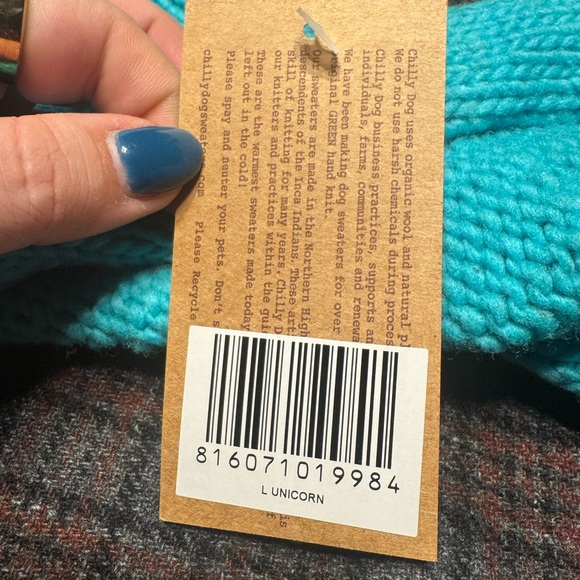 Chilly Dog uses organic wool and natural pl
We do not use harsh chemicals during proces
Chilly Dog business practices, supports an
individuals, farms, communities and renewa
We have been making dog sweaters for over
original GREEN hand knit.
Our sweaters are made in the Northern High
descendents of the Inca Indians. These art
skill of knitting for many years, Chilly D
our knitters and practices within the guid
These are the warmest sweaters made today
left out in the cold!
Please spay and neuter your pets. Don't s
chillydogsweaters.com Please Recycle
816071019984
L UNICORN